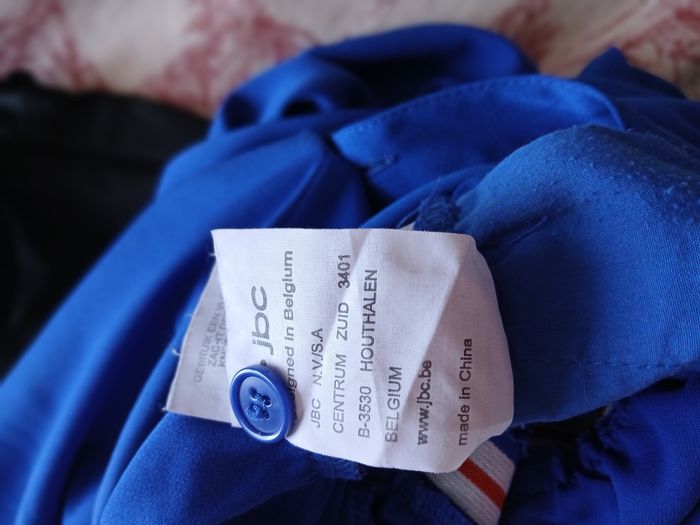 jbc
signed in Belgium
JBC N.V./S.A
CENTRUM ZUID 3401
B-3530 HOUTHALEN
BELGIUM
www.jbc.be
made in China
GEBRUIK EEN
ZACHT